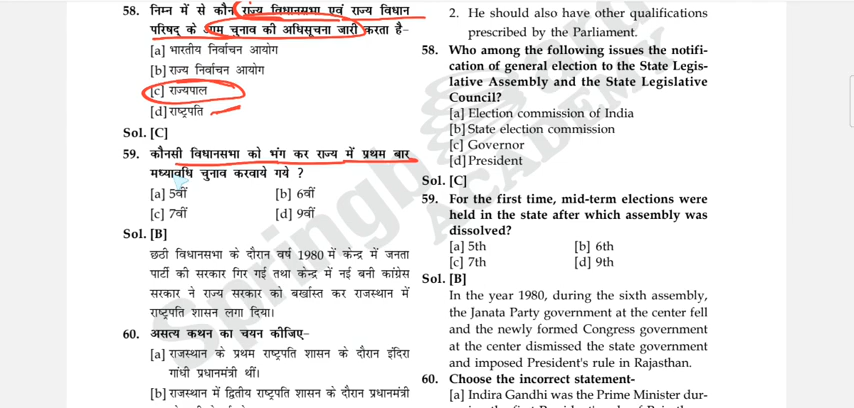 58. निम्न में से कौन राज्य विधानसभा एवं राज्य विधान
परिषद् के आम चुनाव की अधिसूचना जारी करता है-
[a] भारतीय निर्वाचन आयोग
[b] राज्य निर्वाचन आयोग
[c] राज्यपाल
[d] राष्ट्रपति
Sol. [C]
59. कौनसी विधानसभा को भंग कर राज्य में प्रथम बार
मध्यावधि चुनाव करवाये गये ?
[a] 5वीं [b] 6वीं
[c] 7वीं [d] 9वीं
Sol. [B]
छठी विधानसभा के दौरान वर्ष 1980 में केन्द्र में जनता
पार्टी की सरकार गिर गई तथा केन्द्र में नई बनी कांग्रेस
सरकार ने राज्य सरकार को बर्खास्त कर राजस्थान में
राष्ट्रपति शासन लगा दिया।
60. असत्य कथन का चयन कीजिए-
[a] राजस्थान के प्रथम राष्ट्रपति शासन के दौरान इंदिरा
गांधी प्रधानमंत्री थीं।
[b] राजस्थान में द्वितीय राष्ट्रपति शासन के दौरान प्रधानमंत्री
2. He should also have other qualifications
prescribed by the Parliament.
58. Who among the following issues the notifi-
cation of general election to the State Legis-
lative Assembly and the State Legislative
Council?
[a] Election commission of India
[b] State election commission
[c] Governor
[d] President
Sol. [C]
59. For the first time, mid-term elections were
held in the state after which assembly was
dissolved?
[a] 5th [b] 6th
[c] 7th [d] 9th
Sol. [B]
In the year 1980, during the sixth assembly,
the Janata Party government at the center fell
and the newly formed Congress government
at the center dismissed the state government
and imposed President's rule in Rajasthan.
60. Choose the incorrect statement-
[a] Indira Gandhi was the Prime Minister dur-
ACADEMY